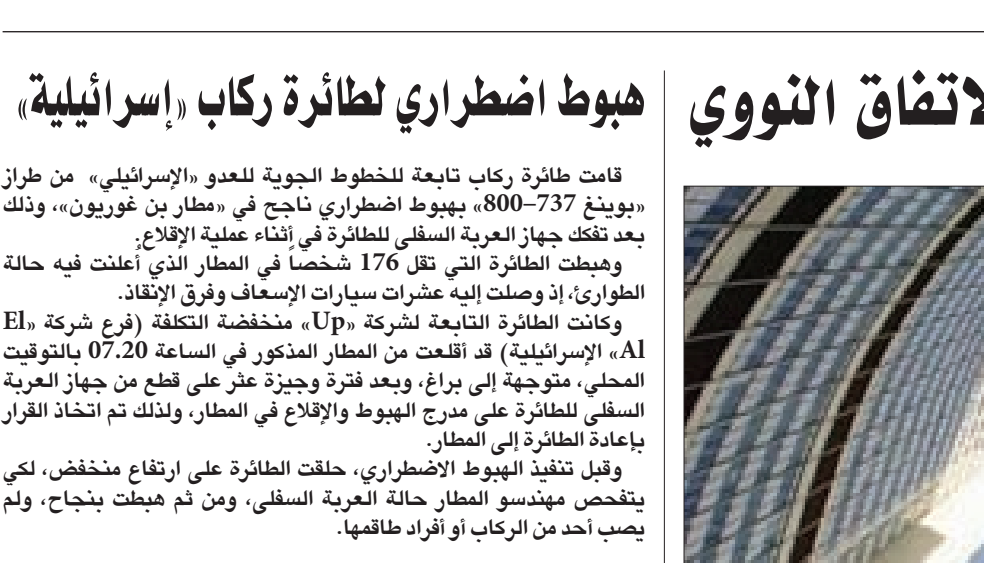 لاتفاق النووي
هبوط اضطراري لطائرة ركاب «إسرائيلية»
قامت طائرة ركاب تابعة للخطوط الجوية للعدو «الإسرائيلي» من طراز
«بوينغ 737–800» بهبوط اضطراري ناجح في «مطار بن غوريون»، وذلك
بعد تفكك جهاز العربة السفلى للطائرة في أثناء عملية الإقلاع.
وهبطت الطائرة التي تقل 176 شخصاً في المطار الذي أعلنت فيه حالة
الطوارئ، إذ وصلت إليه عشرات سيارات الإسعاف وفرق الإنقاذ.
وكانت الطائرة التابعة لشركة «Up» منخفضة التكلفة (فرع شركة «El
Al» الإسرائيلية) قد أقلعت من المطار المذكور في الساعة 07.20 بالتوقيت
المحلي، متوجهة إلى براغ، وبعد فترة وجيزة عثر على قطع من جهاز العربة
السفلى للطائرة على مدرج الهبوط والإقلاع في المطار، ولذلك تم اتخاذ القرار
بإعادة الطائرة إلى المطار.
وقبل تنفيذ الهبوط الاضطراري، حلقت الطائرة على ارتفاع منخفض، لكي
يتفحص مهندسو المطار حالة العربة السفلى، ومن ثم هبطت بنجاح، ولم
يصب أحد من الركاب أو أفراد طاقمها.